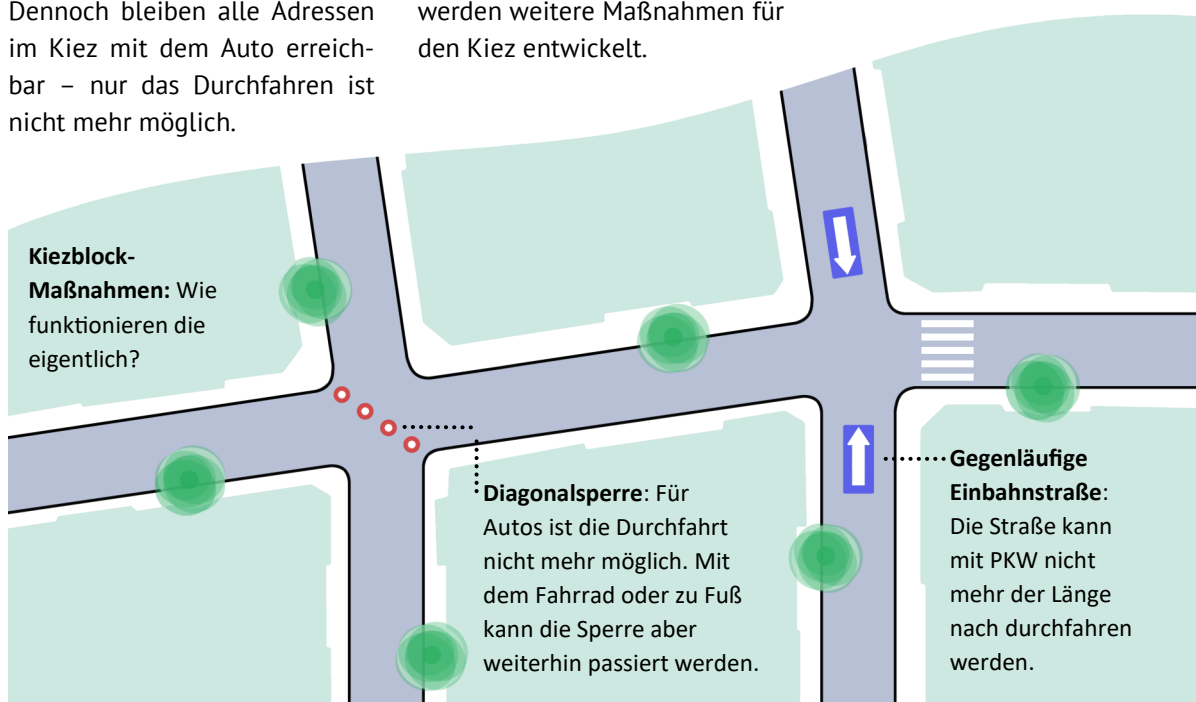 Dennoch bleiben alle Adressen
im Kiez mit dem Auto erreich-
bar – nur das Durchfahren ist
nicht mehr möglich.
werden weitere Maßnahmen für
den Kiez entwickelt.
Kiezblock-
Maßnahmen: Wie
funktionieren die
eigentlich?
Diagonalsperre: Für
Autos ist die Durchfahrt
nicht mehr möglich. Mit
dem Fahrrad oder zu Fuß
kann die Sperre aber
weiterhin passiert werden.
Gegenläufige
Einbahnstraße:
Die Straße kann
mit PKW nicht
mehr der Länge
nach durchfahren
werden.